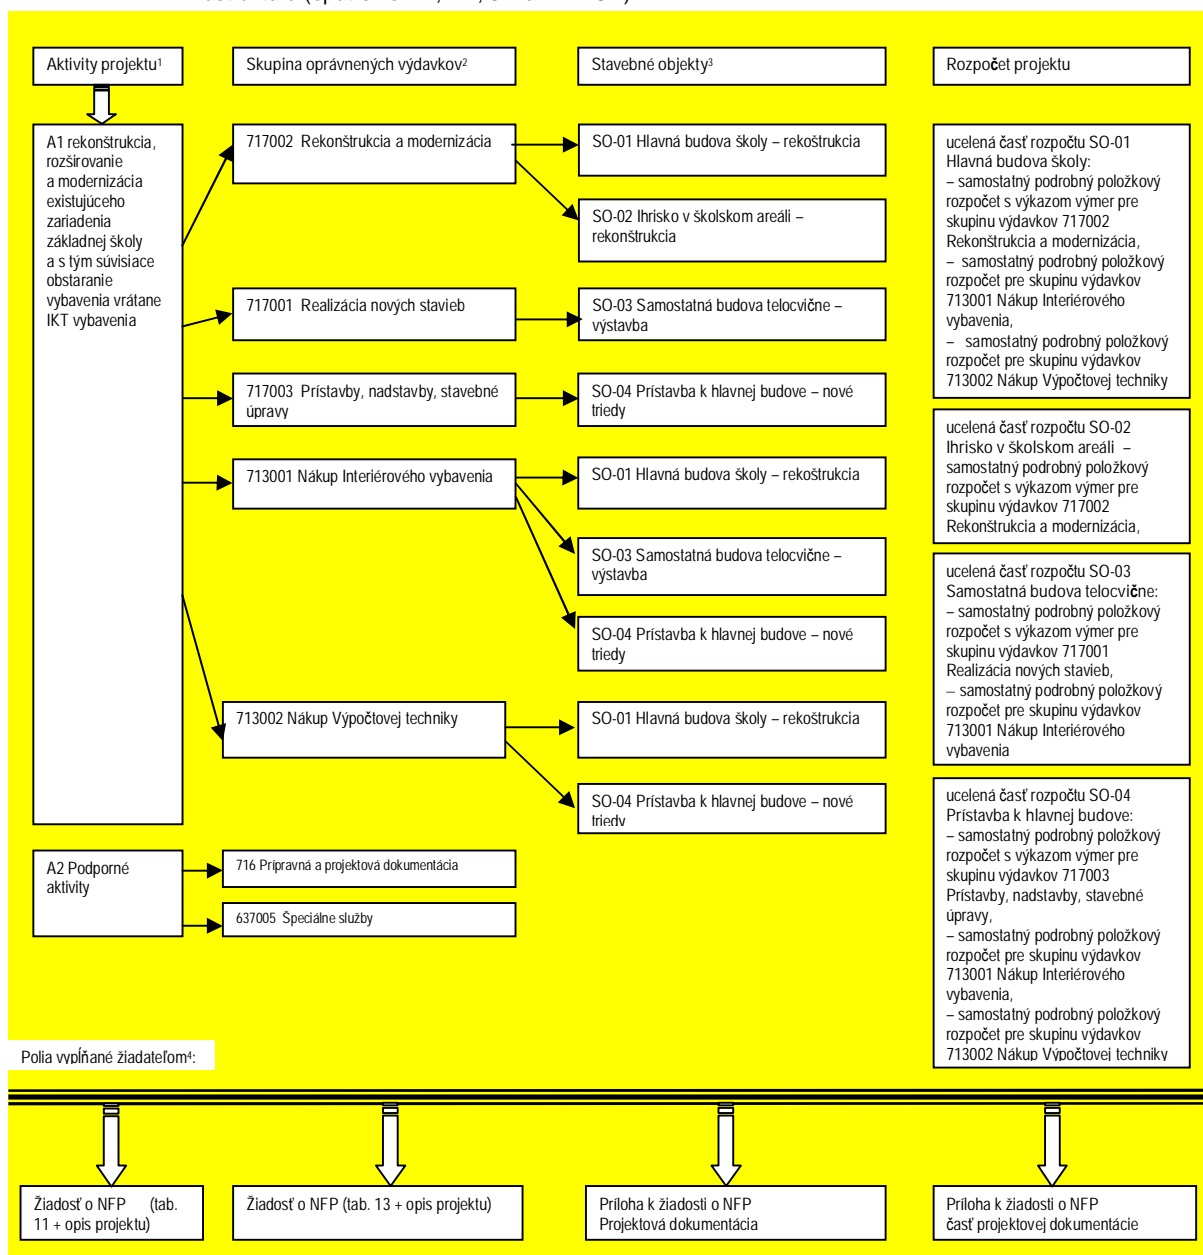 Aktivity projektu¹
Skupina oprávnených výdavkov²
Stavebné objekty³
Rozpočet projektu
A1 rekonštrukcia,
rozširovanie
a modernizácia
existujúceho
zariadenia
základnej školy
a s tým súvisiace
obstaranie
vybavenia vrátane
IKT vybavenia
717002 Rekonštrukcia a modernizácia
SO-01 Hlavná budova školy – rekoštrukcia
SO-02 Ihrisko v školskom areáli –
rekonštrukcia
717001 Realizácia nových stavieb
SO-03 Samostatná budova telocvične –
výstavba
717003 Prístavby, nadstavby, stavebné
úpravy
SO-04 Prístavba k hlavnej budove – nové
triedy
713001 Nákup Interiérového vybavenia
SO-01 Hlavná budova školy – rekoštrukcia
SO-03 Samostatná budova telocvične –
výstavba
SO-04 Prístavba k hlavnej budove – nové
triedy
713002 Nákup Výpočtovej techniky
SO-01 Hlavná budova školy – rekoštrukcia
SO-04 Prístavba k hlavnej budove – nové
triedy
A2 Podporné
aktivity
716 Prípravná a projektová dokumentácia
637005 Špeciálne služby
ucelená časť rozpočtu SO-01
Hlavná budova školy:
– samostatný podrobný položkový
rozpočet s výkazom výmer pre
skupinu výdavkov 717002
Rekonštrukcia a modernizácia,
– samostatný podrobný položkový
rozpočet pre skupinu výdavkov
713001 Nákup Interiérového
vybavenia,
– samostatný podrobný položkový
rozpočet pre skupinu výdavkov
713002 Nákup Výpočtovej techniky
ucelená časť rozpočtu SO-02
Ihrisko v školskom areáli –
samostatný podrobný položkový
rozpočet s výkazom výmer pre
skupinu výdavkov 717002
Rekonštrukcia a modernizácia,
ucelená časť rozpočtu SO-03
Samostatná budova telocvične:
– samostatný podrobný položkový
rozpočet s výkazom výmer pre
skupinu výdavkov 717001
Realizácia nových stavieb,
– samostatný podrobný položkový
rozpočet pre skupinu výdavkov
713001 Nákup Interiérového
vybavenia
ucelená časť rozpočtu SO-04
Prístavba k hlavnej budove:
– samostatný podrobný položkový
rozpočet s výkazom výmer pre
skupinu výdavkov 717003
Prístavby, nadstavby, stavebné
úpravy,
– samostatný podrobný položkový
rozpočet pre skupinu výdavkov
713001 Nákup Interiérového
vybavenia,
– samostatný podrobný položkový
rozpočet pre skupinu výdavkov
713002 Nákup Výpočtovej techniky
Polia vypĺňané žiadateľom⁴:
Žiadosť o NFP (tab.
11 + opis projektu)
Žiadosť o NFP (tab. 13 + opis projektu)
Príloha k žiadosti o NFP
Projektová dokumentácia
Príloha k žiadosti o NFP
časť projektovej dokumentácie